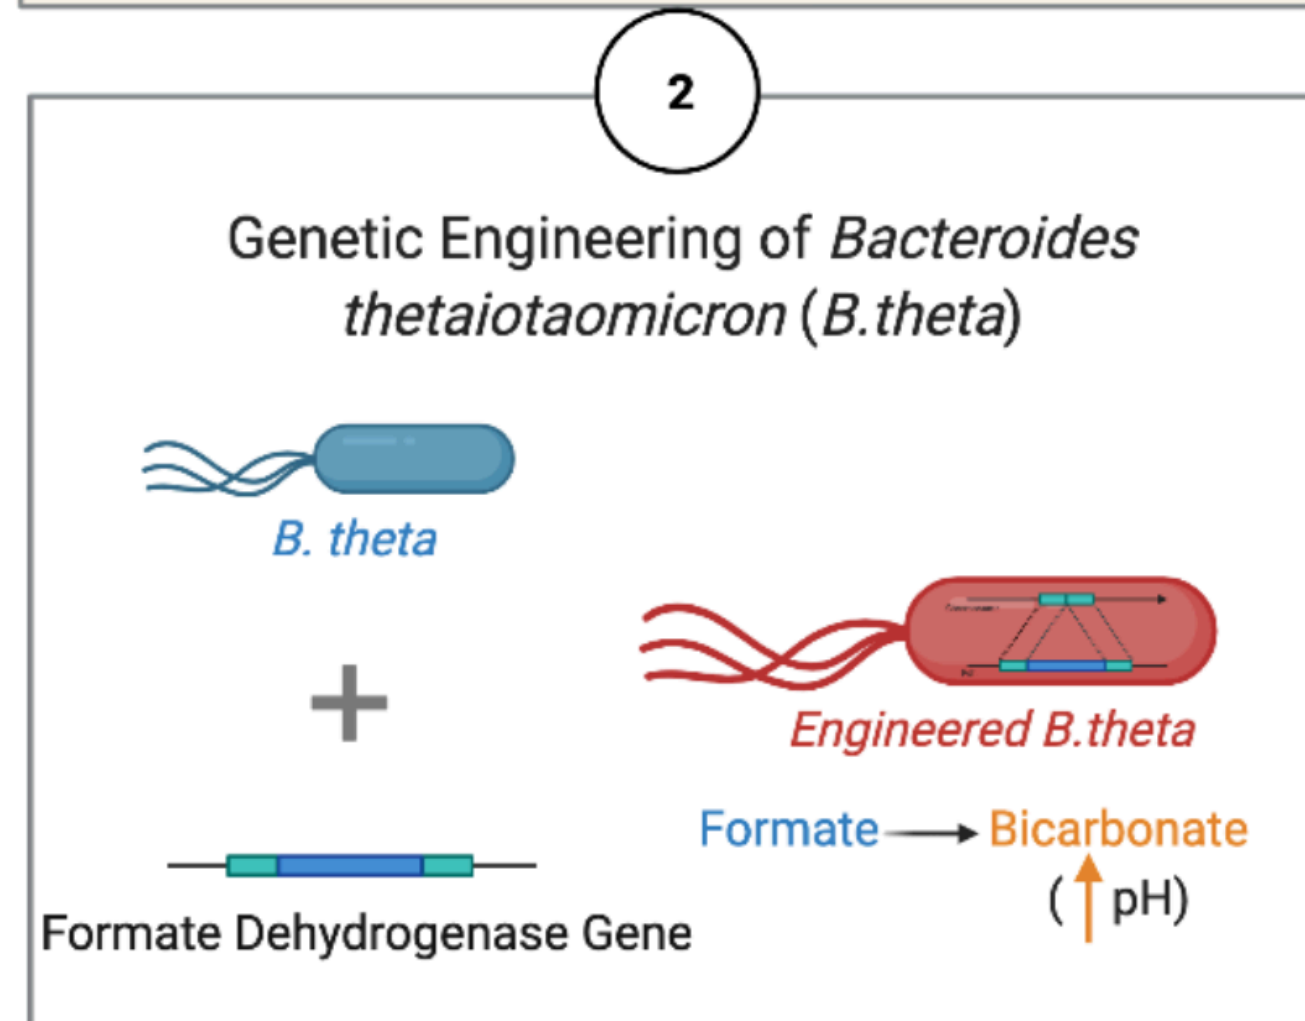 2
Genetic Engineering of Bacteroides
thetaiotaomicron (B.theta)
B. theta
+
Engineered B.theta
Formate → Bicarbonate
(↑ pH)
Formate Dehydrogenase Gene